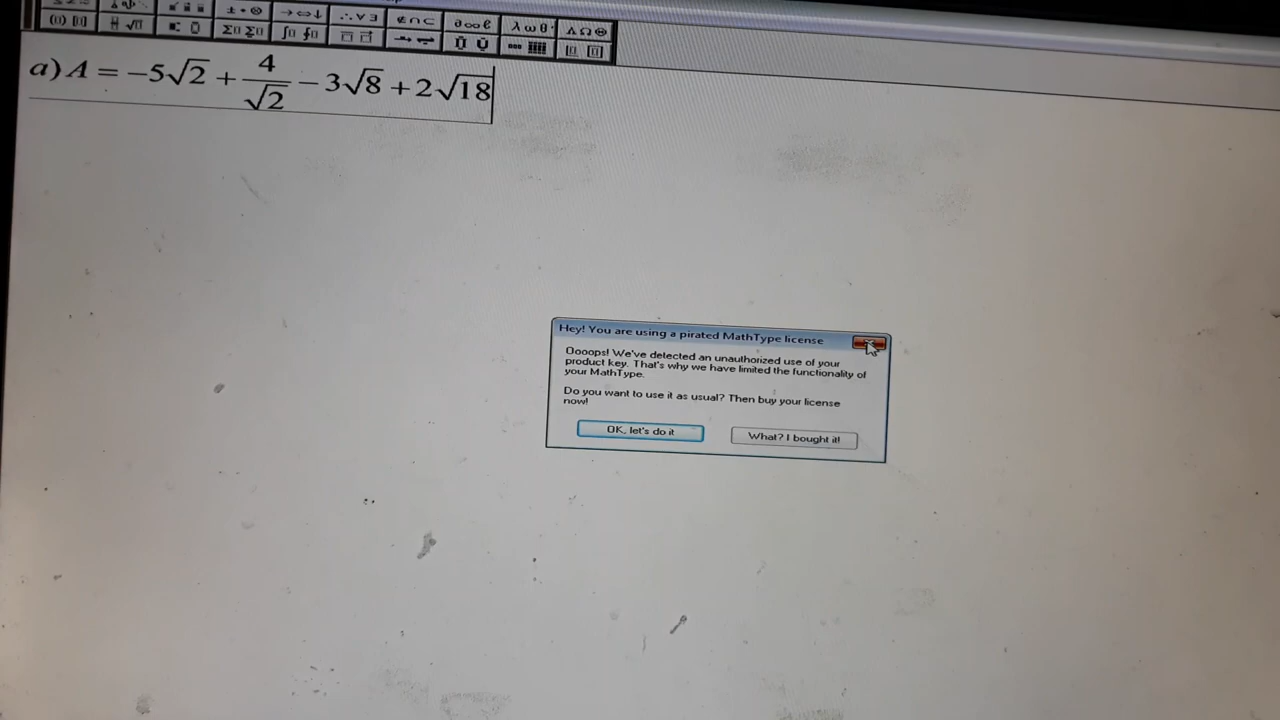 a) A = −5√2 + 4/√2 − 3√8 + 2√18
Hey! You are using a pirated MathType license
Oooops! We've detected an unauthorized use of your
product key. That's why we have limited the functionality of
your MathType.
Do you want to use it as usual? Then buy your license
now!
OK, let's do it
What? I bought it!